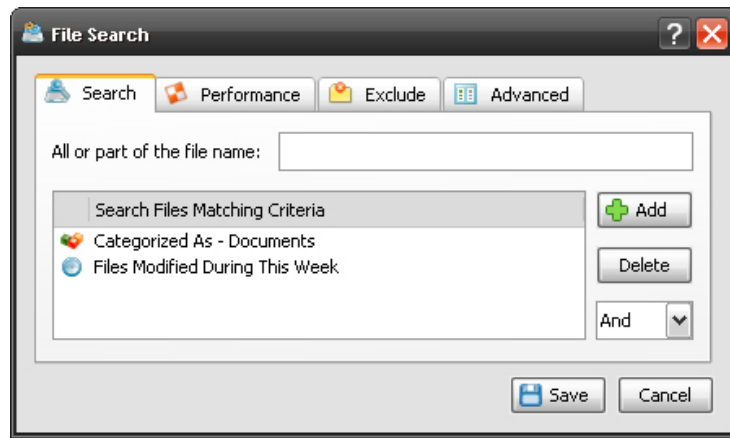 File Search
?
Search Performance Exclude Advanced
All or part of the file name:
Search Files Matching Criteria
Add
Categorized As - Documents
Files Modified During This Week
Delete
And
Save Cancel